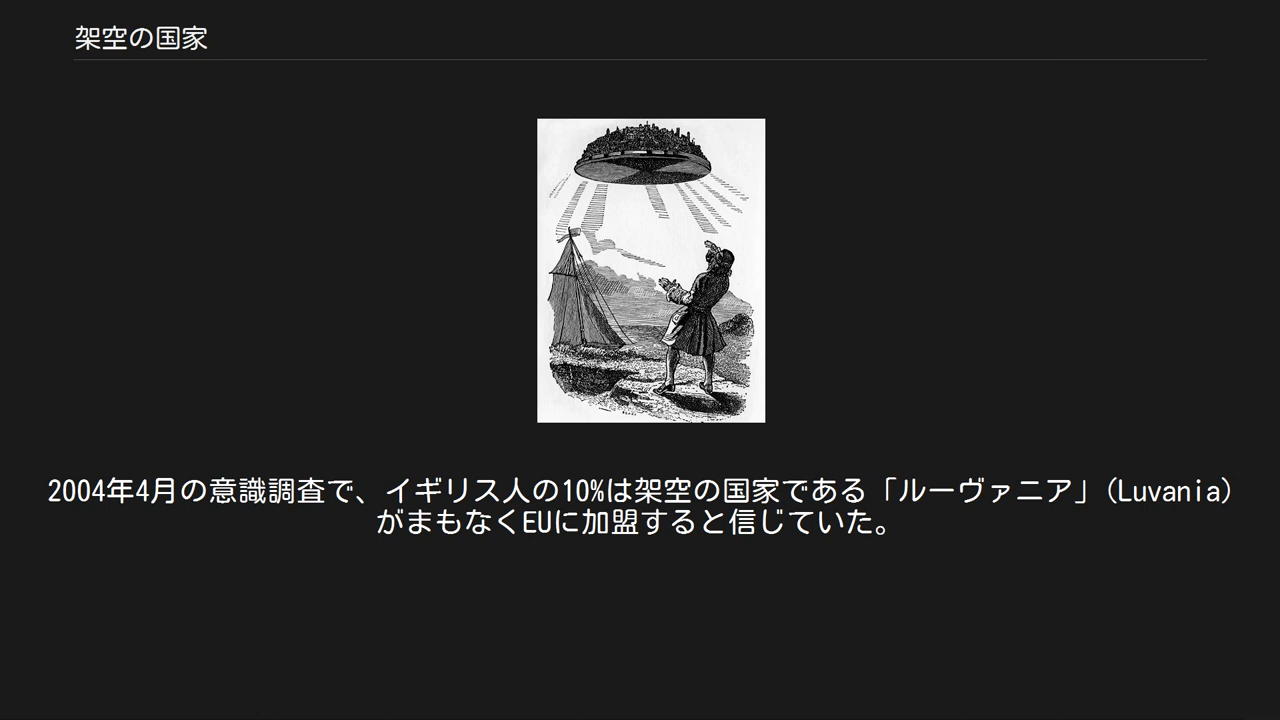 架空の国家
2004年4月の意識調査で、イギリス人の10%は架空の国家である「ルーヴァニア」(Luvania)
がまもなくEUに加盟すると信じていた。